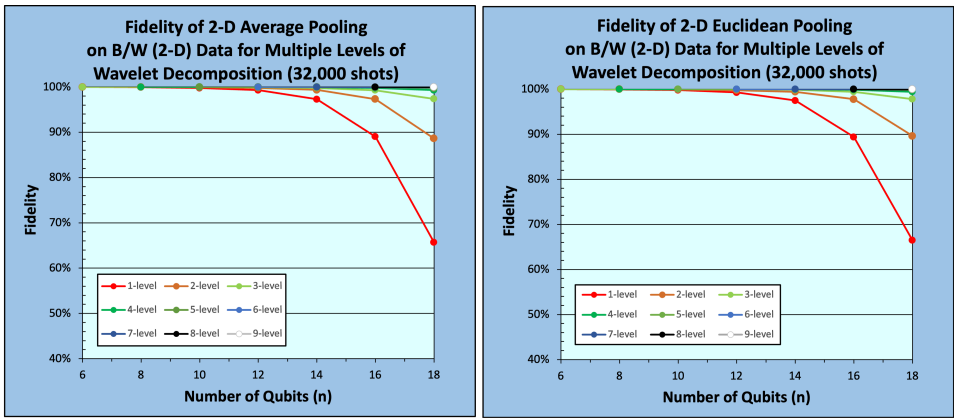 Fidelity of 2-D Average Pooling
on B/W (2-D) Data for Multiple Levels of
Wavelet Decomposition (32,000 shots)
100%
90%
80%
70%
60%
50%
40%
Fidelity
1-level 2-level 3-level
4-level 5-level 6-level
7-level 8-level 9-level
6 8 10 12 14 16 18
Number of Qubits (n)
Fidelity of 2-D Euclidean Pooling
on B/W (2-D) Data for Multiple Levels of
Wavelet Decomposition (32,000 shots)
100%
90%
80%
70%
60%
50%
40%
Fidelity
1-level 2-level 3-level
4-level 5-level 6-level
7-level 8-level 9-level
6 8 10 12 14 16 18
Number of Qubits (n)